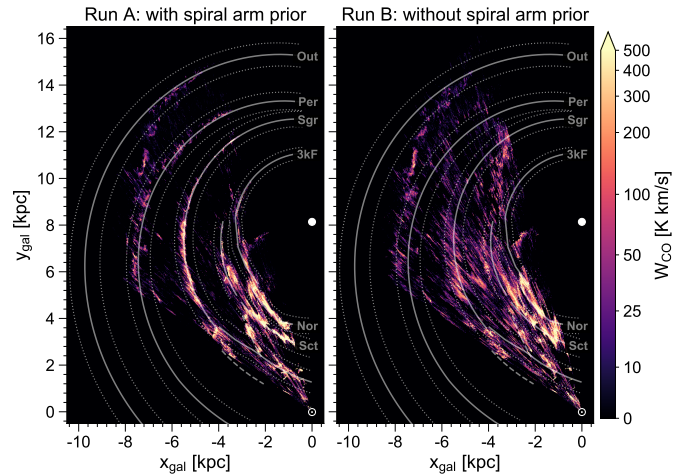 Run A: with spiral arm prior
Run B: without spiral arm prior
16
14
12
10
8
6
4
2
0
y_gal [kpc]
-10
-8
-6
-4
-2
0
x_gal [kpc]
Out
Per
Sgr
3kF
Nor
Sct
-10
-8
-6
-4
-2
0
x_gal [kpc]
Out
Per
Sgr
3kF
Nor
Sct
500
400
300
200
100
50
25
10
0
W_CO [K km/s]